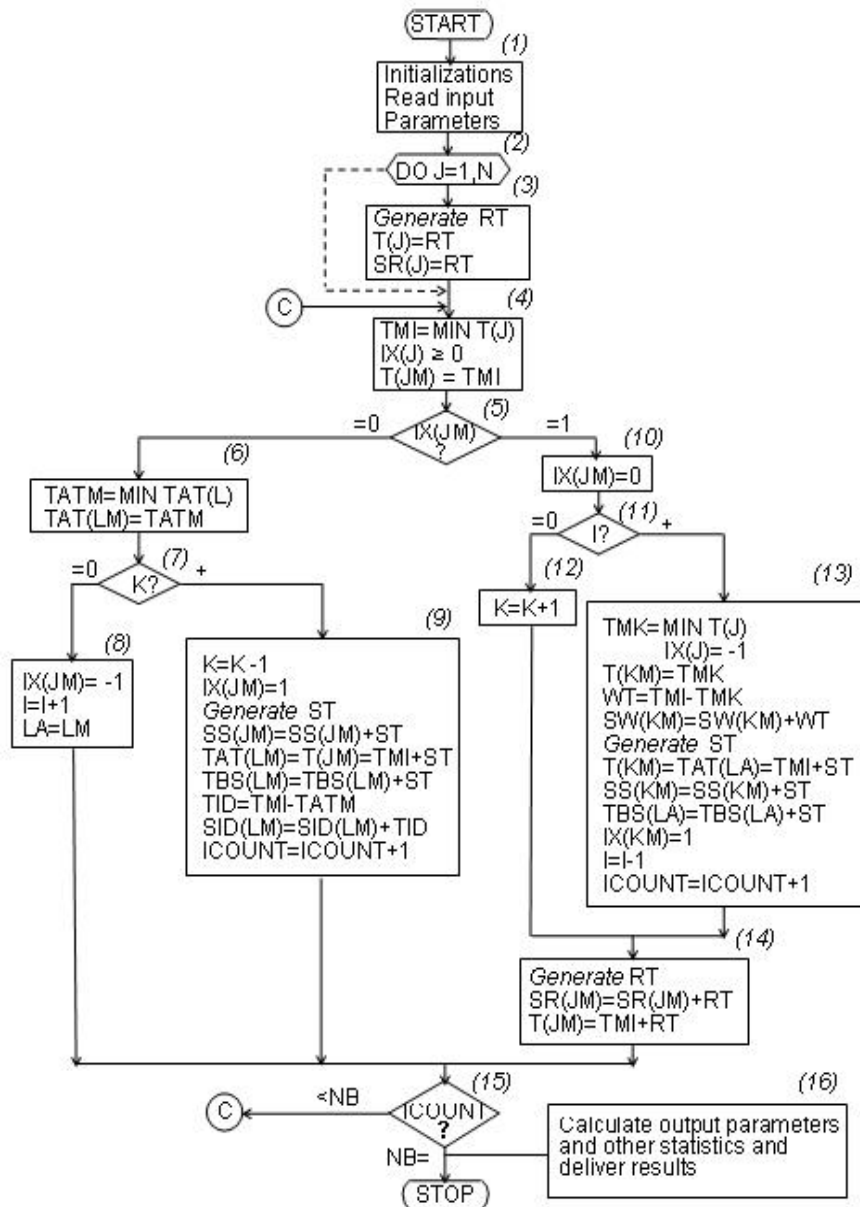 START
(1)
Initializations
Read input
Parameters
(2)
DO J=1,N
(3)
Generate RT
T(J)=RT
SR(J)=RT
C
(4)
TMI=MIN T(J)
IX(J) ≥ 0
T(JM) = TMI
(5)
IX(JM)
?
=0
=1
(6)
TATM=MIN TAT(L)
TAT(LM)=TATM
(7)
K?
=0
+
(8)
IX(JM)= -1
I=I+1
LA=LM
(9)
K=K -1
IX(JM)=1
Generate ST
SS(JM)=SS(JM)+ST
TAT(LM)=T(JM)=TMI+ST
TBS(LM)=TBS(LM)+ST
TID=TMI-TATM
SID(LM)=SID(LM)+TID
ICOUNT=ICOUNT+1
(10)
IX(JM)=0
(11)
I?
=0
+
(12)
K=K+1
(13)
TMK=MIN T(J)
IX(J)= -1
T(KM)=TMK
WT=TMI-TMK
SW(KM)=SW(KM)+WT
Generate ST
T(KM)=TAT(LA)=TMI+ST
SS(KM)=SS(KM)+ST
TBS(LA)=TBS(LA)+ST
IX(KM)=1
I=I-1
ICOUNT=ICOUNT+1
(14)
Generate RT
SR(JM)=SR(JM)+RT
T(JM)=TMI+RT
(15)
ICOUNT
?
<NB
C
NB=
STOP
(16)
Calculate output parameters
and other statistics and
deliver results